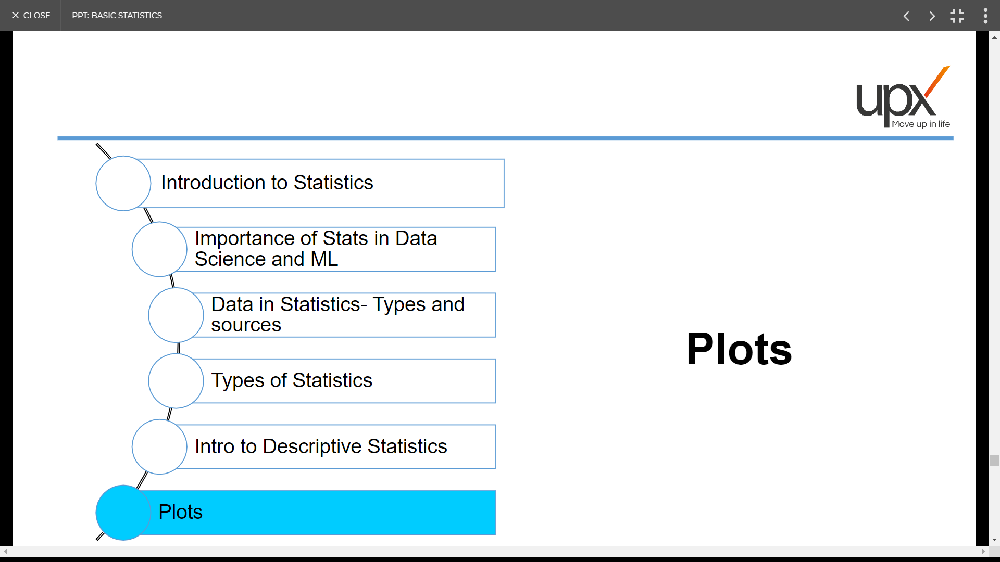 CLOSE
PPT: BASIC STATISTICS
upx
Move up in life
Introduction to Statistics
Importance of Stats in Data
Science and ML
Data in Statistics- Types and
sources
Types of Statistics
Intro to Descriptive Statistics
Plots
Plots